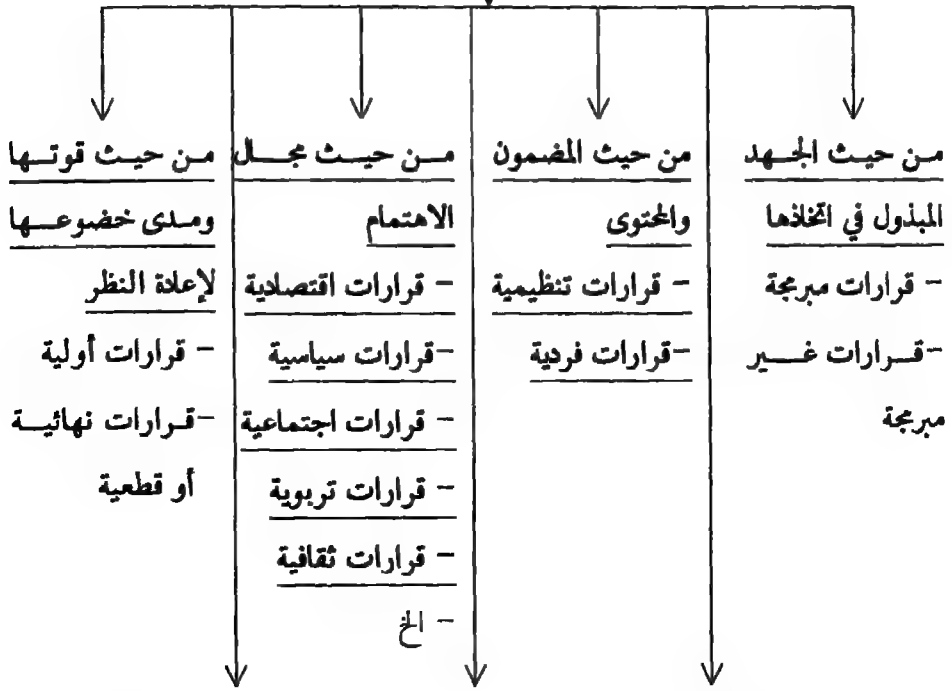 من حيث الجهد
المبذول في اتخاذها
- قرارات مبرمجة
- قرارات غير
مبرمجة
من حيث المضمون
والمحتوى
- قرارات تنظيمية
- قرارات فردية
من حيث مجال
الاهتمام
- قرارات اقتصادية
- قرارات سياسية
- قرارات اجتماعية
- قرارات تربوية
- قرارات ثقافية
- الخ
من حيث قوتها
ومدى خضوعها
لإعادة النظر
- قرارات أولية
- قرارات نهائية
أو قطعية